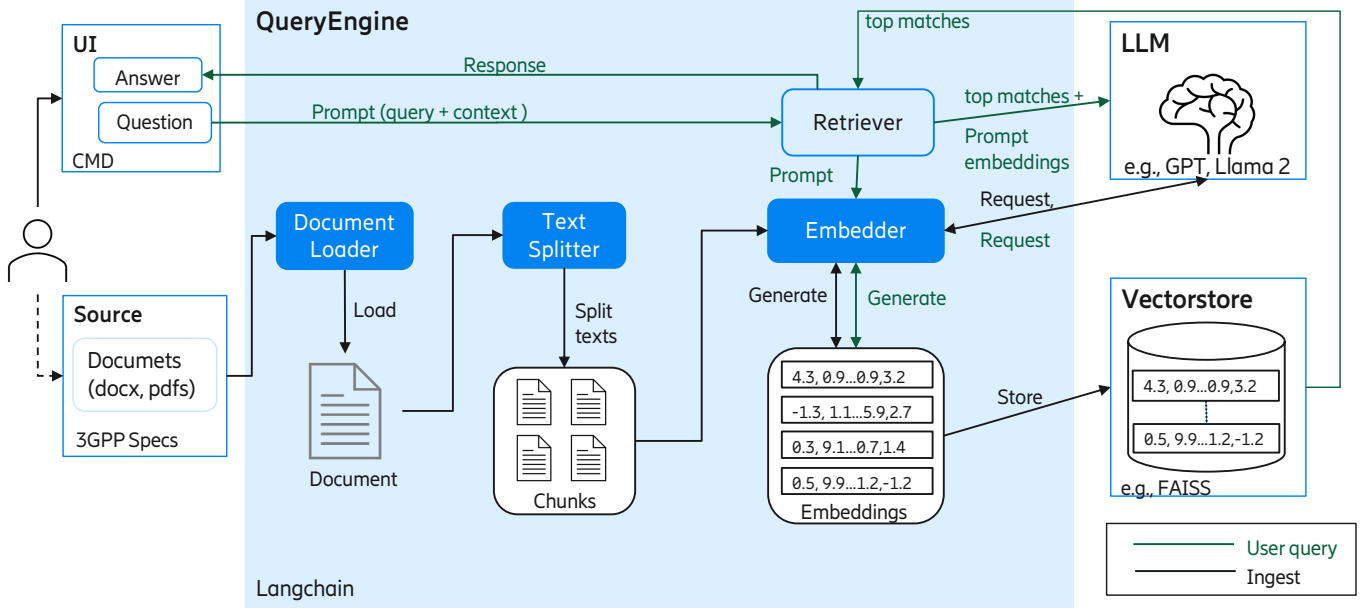 QueryEngine
top matches
UI
Answer
Question
CMD
Response
Prompt (query + context )
Retriever
top matches +
Prompt
embeddings
LLM
e.g., GPT, Llama 2
Prompt
Document
Loader
Text
Splitter
Embedder
Request,
Request
Load
Split
texts
Generate
Generate
Source
Documets
(docx, pdfs)
3GPP Specs
Document
Chunks
4.3, 0.9...0.9,3.2
-1.3, 1.1...5.9,2.7
0.3, 9.1...0.7,1.4
0.5, 9.9...1.2,-1.2
Embeddings
Store
Vectorstore
4.3, 0.9...0.9,3.2
0.5, 9.9...1.2,-1.2
e.g., FAISS
User query
Ingest
Langchain